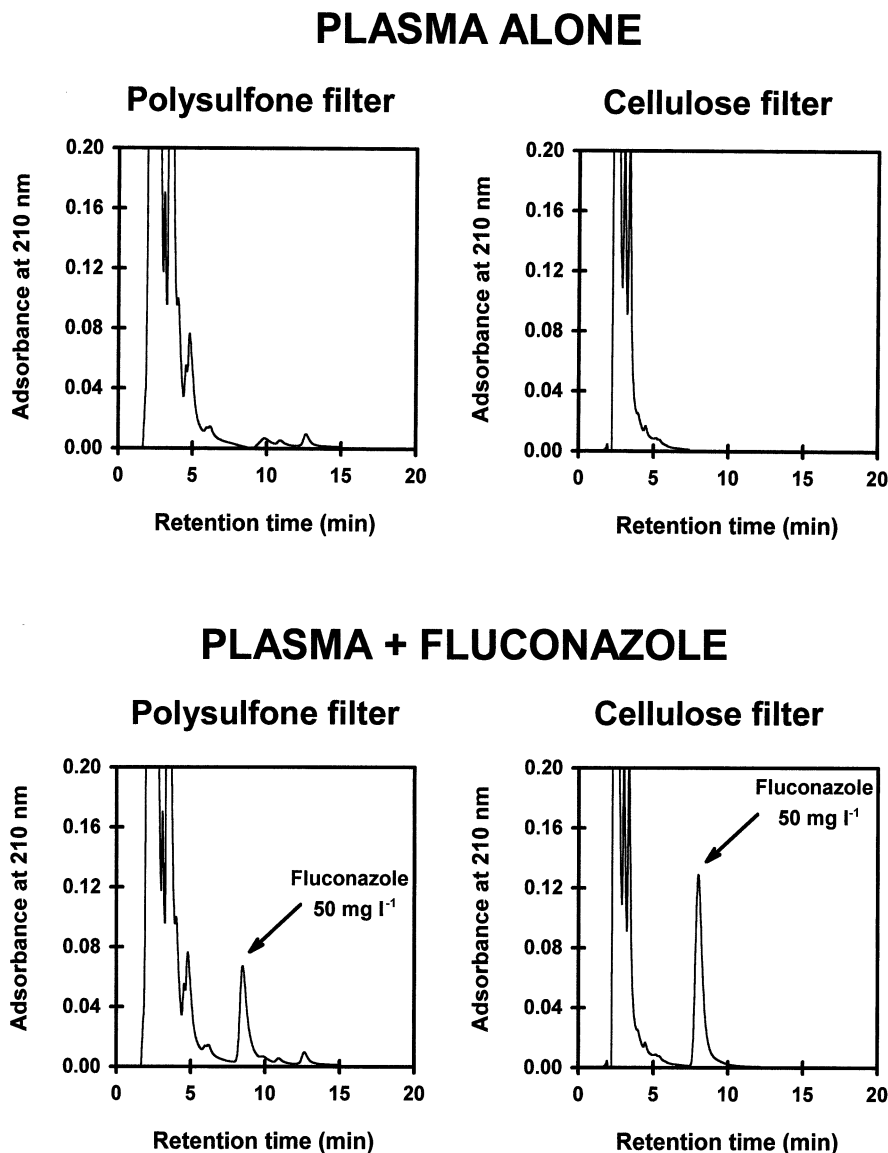 PLASMA ALONE
Polysulfone filter
Cellulose filter
Adsorbance at 210 nm
0.20
0.16
0.12
0.08
0.04
0.00
0 5 10 15 20
Retention time (min)
Adsorbance at 210 nm
0.20
0.16
0.12
0.08
0.04
0.00
0 5 10 15 20
Retention time (min)
PLASMA + FLUCONAZOLE
Polysulfone filter
Cellulose filter
Adsorbance at 210 nm
0.20
0.16
0.12
0.08
0.04
0.00
Fluconazole
50 mg l⁻¹
0 5 10 15 20
Retention time (min)
Adsorbance at 210 nm
0.20
0.16
0.12
0.08
0.04
0.00
Fluconazole
50 mg l⁻¹
0 5 10 15 20
Retention time (min)